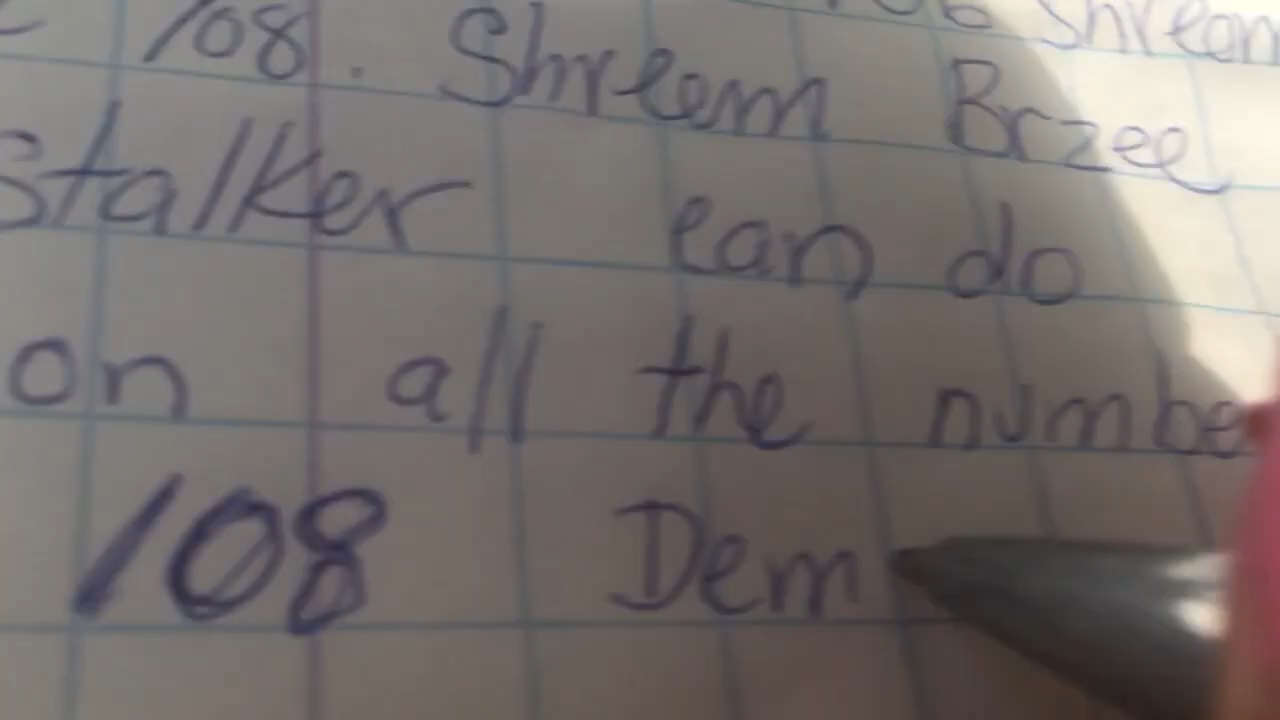 108. Shreem Brzee
Stalker can do
on all the numbe
108 Dem